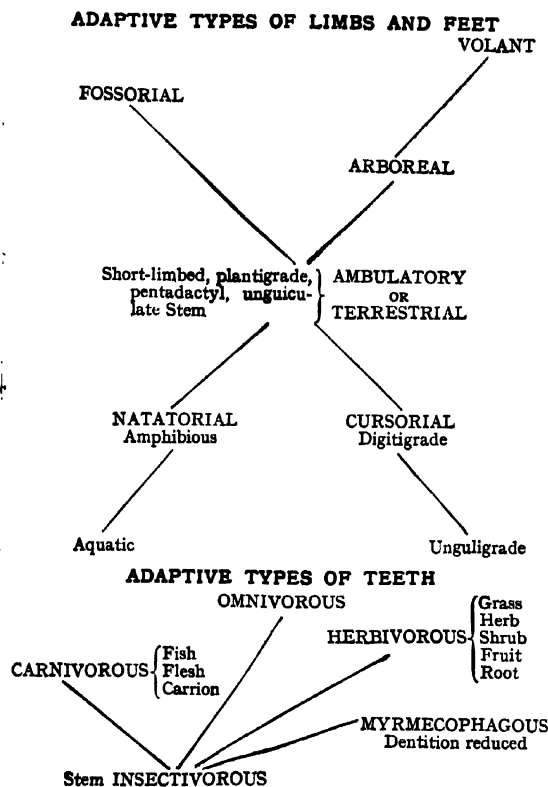 ADAPTIVE TYPES OF LIMBS AND FEET
VOLANT
FOSSORIAL
ARBOREAL
Short-limbed, plantigrade,
pentadactyl, unguicu-
late Stem
AMBULATORY
OR
TERRESTRIAL
NATATORIAL
Amphibious
CURSORIAL
Digitigrade
Aquatic
Unguligrade
ADAPTIVE TYPES OF TEETH
OMNIVOROUS
HERBIVOROUS
Grass
Herb
Shrub
Fruit
Root
CARNIVOROUS
Fish
Flesh
Carrion
MYRMECOPHAGOUS
Dentition reduced
Stem INSECTIVOROUS